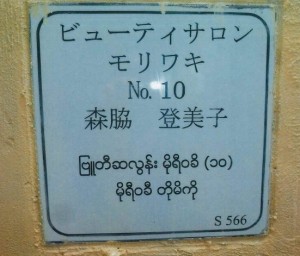 ビューティサロン
モリワキ
No. 10
森脇　登美子
ဗြူတီဆလွန်း မိုရီဝခိ (၁၀)
မိုရီဝခီ တိုမိကို
S 566